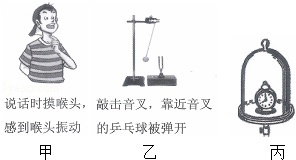 说话时摸喉头，
感到喉头振动
敲击音叉，靠近音叉
的乒乓球被弹开
甲
乙
丙